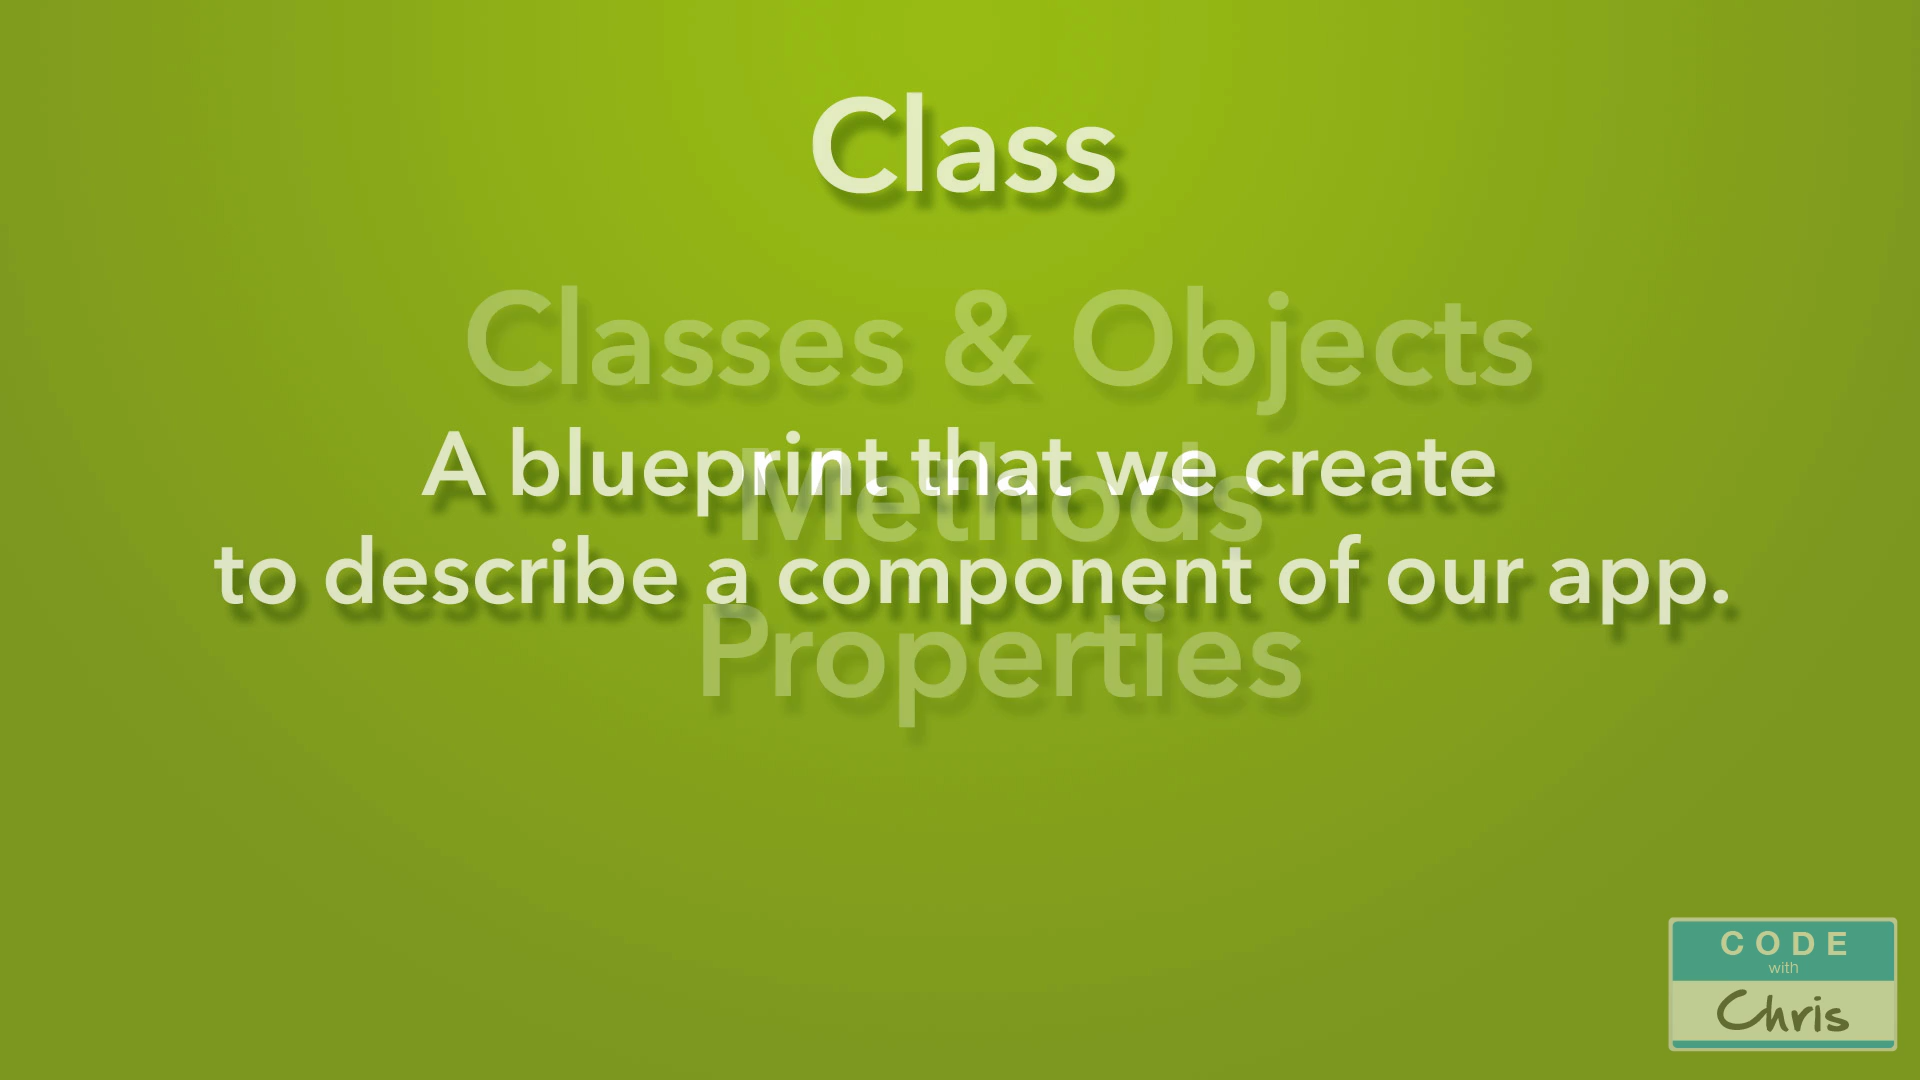 Class
Classes & Objects
A blueprint that we create
Methods
to describe a component of our app.
Properties
CODE
with
Chris